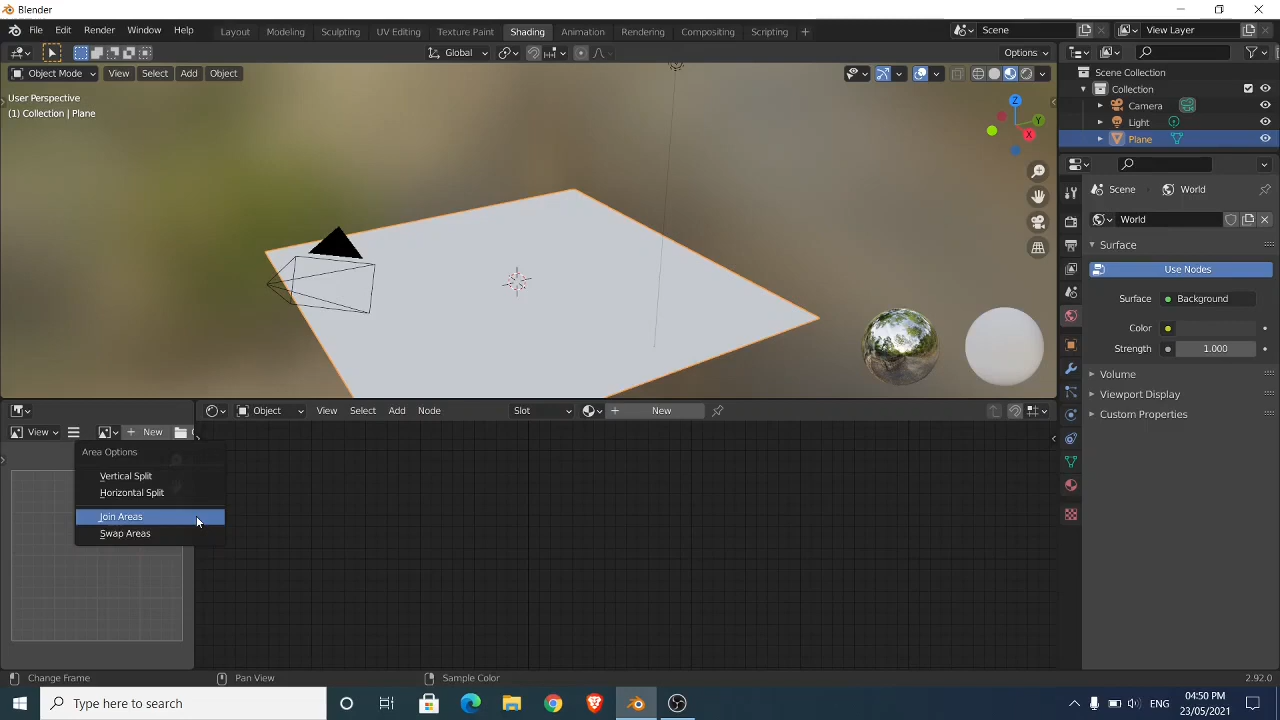 Blender
File Edit Render Window Help
Layout Modeling Sculpting UV Editing Texture Paint Shading Animation Rendering Compositing Scripting +
Scene
View Layer
Global
Options
Object Mode View Select Add Object
User Perspective
(1) Collection | Plane
Z
Y
X
Scene Collection
Collection
Camera
Light
Plane
Scene World
World
Surface
Use Nodes
Surface Background
Color
Strength 1.000
Volume
Viewport Display
Custom Properties
Object View Select Add Node Slot + New
View + New
Area Options
Vertical Split
Horizontal Split
Join Areas
Swap Areas
Change Frame Pan View Sample Color 2.92.0
Type here to search
ENG
04:50 PM
23/05/2021